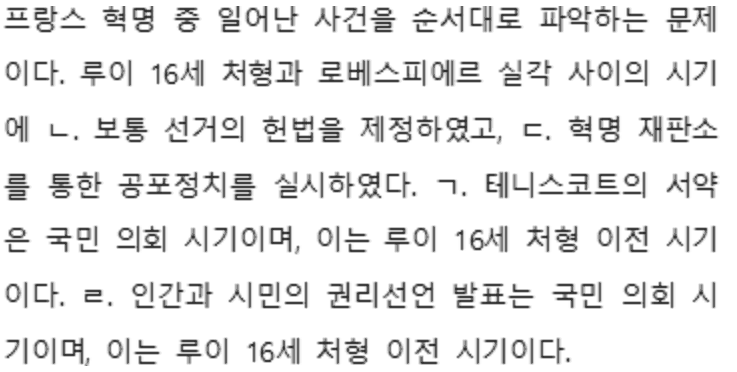 프랑스 혁명 중 일어난 사건을 순서대로 파악하는 문제
이다. 루이 16세 처형과 로베스피에르 실각 사이의 시기
에 ㄴ. 보통 선거의 헌법을 제정하였고, ㄷ. 혁명 재판소
를 통한 공포정치를 실시하였다. ㄱ. 테니스코트의 서약
은 국민 의회 시기이며, 이는 루이 16세 처형 이전 시기
이다. ㄹ. 인간과 시민의 권리선언 발표는 국민 의회 시
기이며, 이는 루이 16세 처형 이전 시기이다.